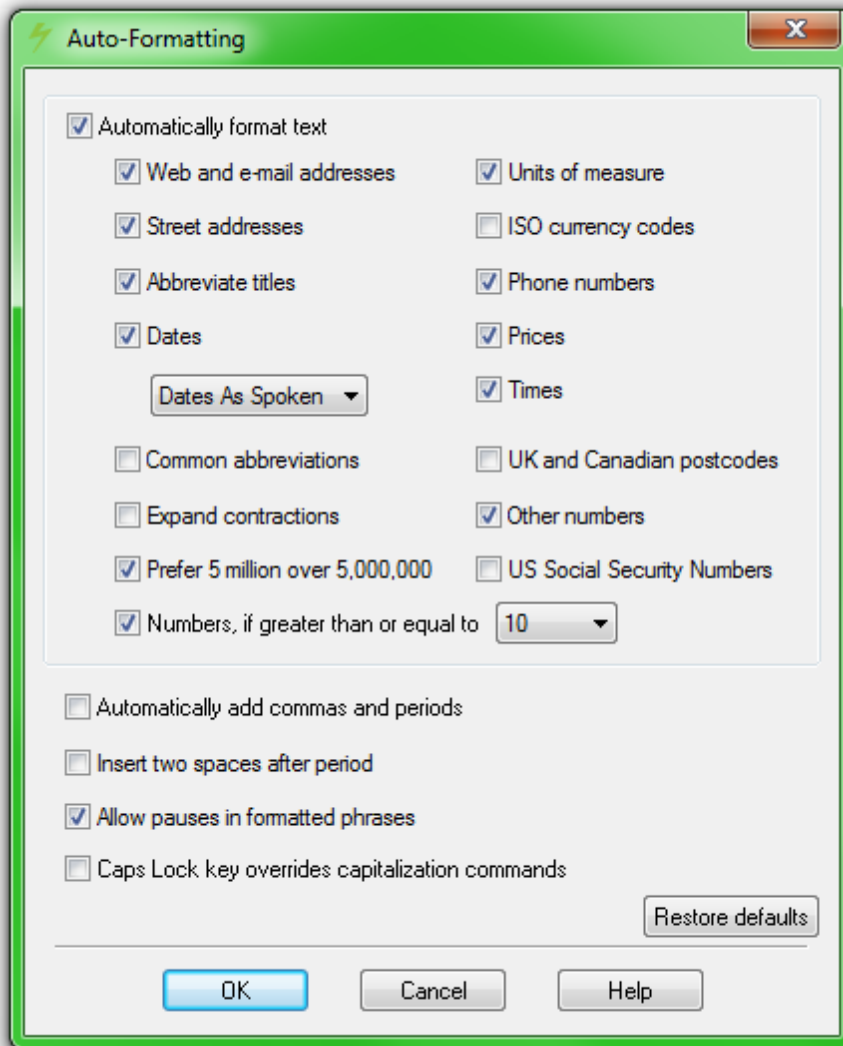 Auto-Formatting
Automatically format text
Web and e-mail addresses
Units of measure
Street addresses
ISO currency codes
Abbreviate titles
Phone numbers
Dates
Prices
Dates As Spoken
Times
Common abbreviations
UK and Canadian postcodes
Expand contractions
Other numbers
Prefer 5 million over 5,000,000
US Social Security Numbers
Numbers, if greater than or equal to 10
Automatically add commas and periods
Insert two spaces after period
Allow pauses in formatted phrases
Caps Lock key overrides capitalization commands
Restore defaults
OK Cancel Help